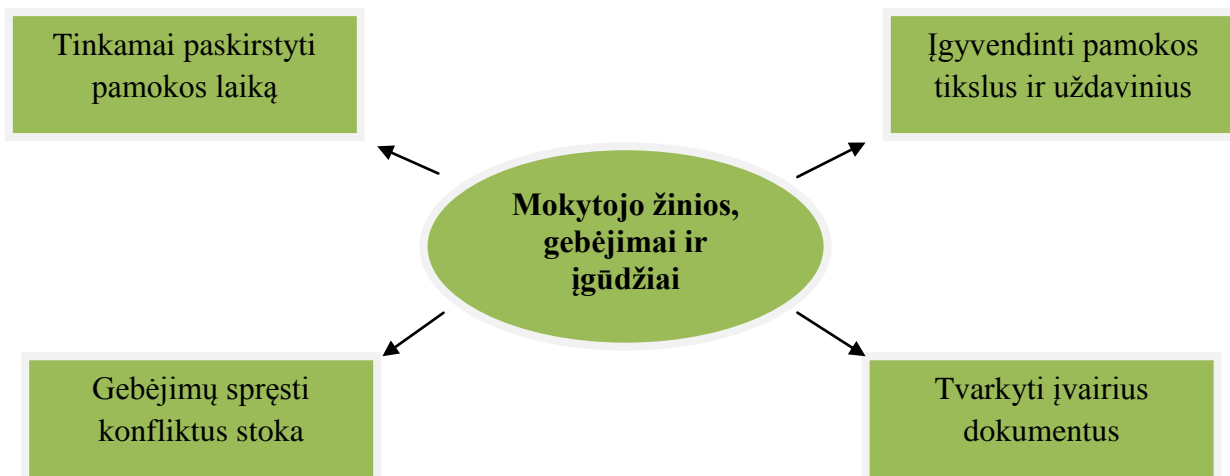 Tinkamai paskirstyti
pamokos laiką
Įgyvendinti pamokos
tikslus ir uždavinius
Mokytojo žinios,
gebėjimai ir
įgūdžiai
Gebėjimų spręsti
konfliktus stoka
Tvarkyti įvairius
dokumentus